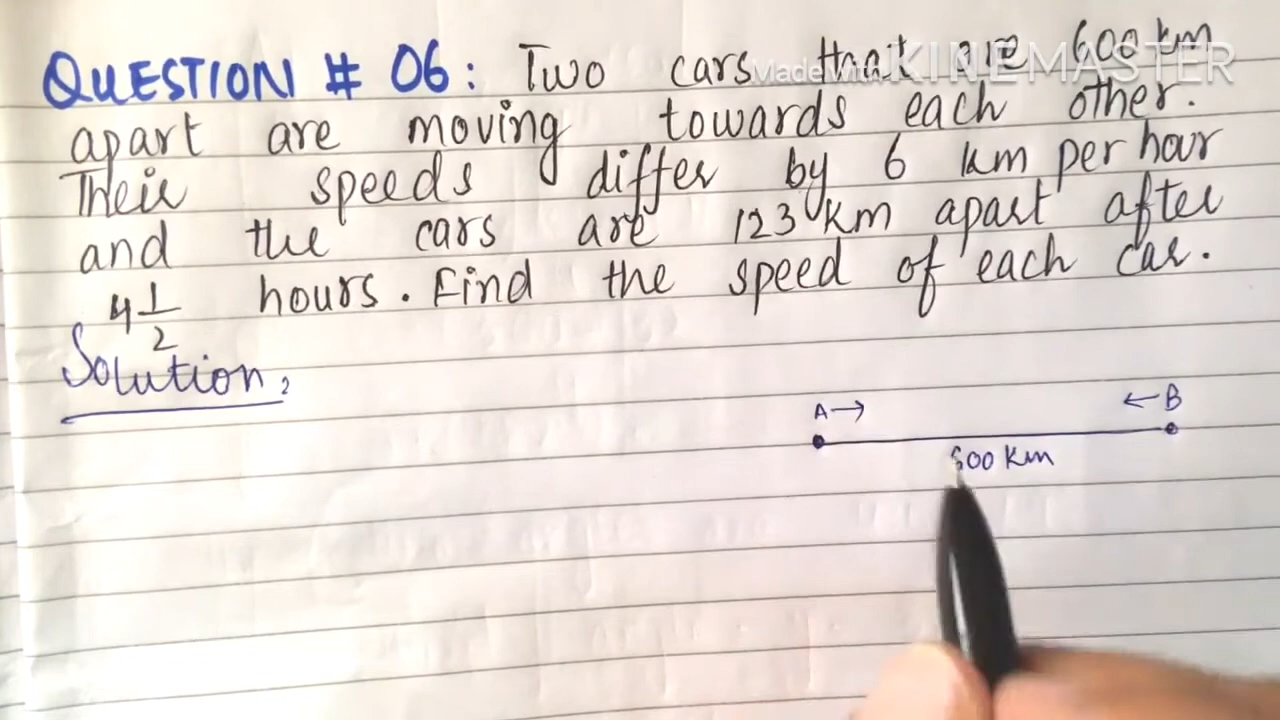 QUESTION # 06: Two cars that are 600 km
Made with KINEMASTER
apart are moving towards each other.
Their speeds differ by 6 km per hour
and the cars are 123 km apart after
4 1/2 hours. Find the speed of each car.
Solution,
A→ ←B
600 Km